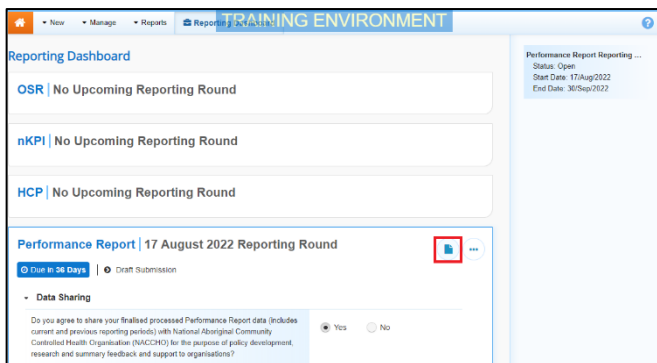 New
Manage
Reports
Reporting Dashboard
TRAINING ENVIRONMENT
Reporting Dashboard
OSR | No Upcoming Reporting Round
nKPI | No Upcoming Reporting Round
HCP | No Upcoming Reporting Round
Performance Report | 17 August 2022 Reporting Round
Due in 36 Days
Draft Submission
Data Sharing
Do you agree to share your finalised processed Performance Report data (includes
current and previous reporting periods) with National Aboriginal Community
Controlled Health Organisation (NACCHO) for the purpose of policy development,
research and summary feedback and support to organisations?
Yes
No
Performance Report Reporting ...
Status: Open
Start Date: 17/Aug/2022
End Date: 30/Sep/2022